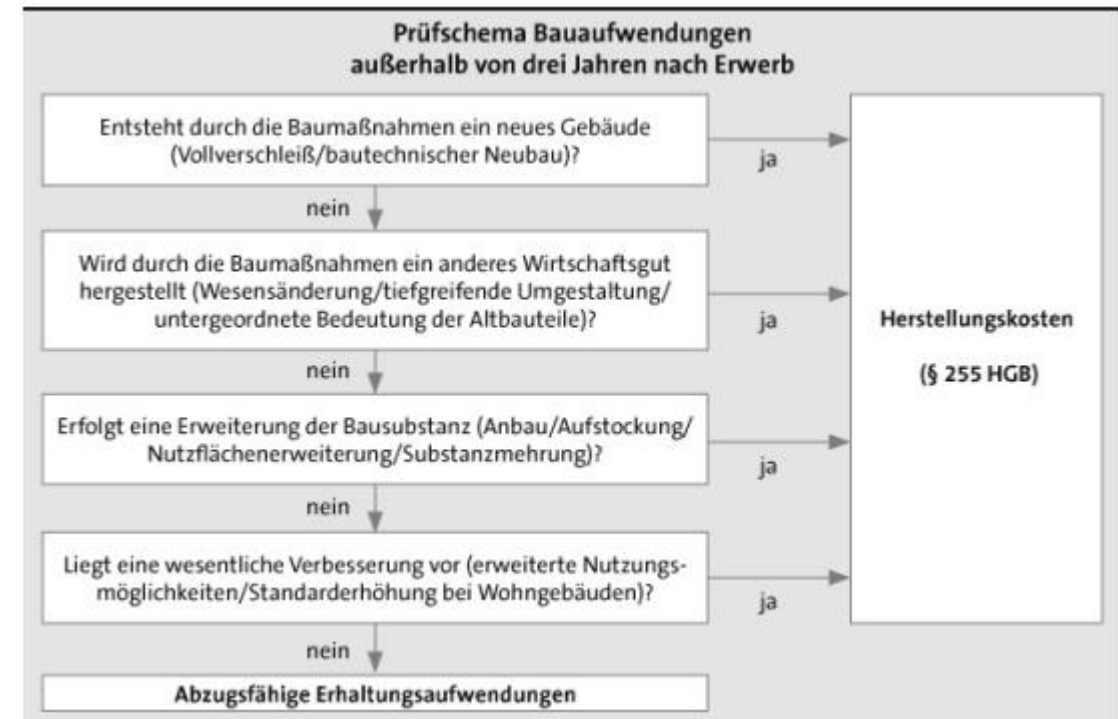 Prüfschema Bauaufwendungen
außerhalb von drei Jahren nach Erwerb
Entsteht durch die Baumaßnahmen ein neues Gebäude
(Vollverschleiß/bautechnischer Neubau)?
ja
nein
Wird durch die Baumaßnahmen ein anderes Wirtschaftsgut
hergestellt (Wesensänderung/tiefgreifende Umgestaltung/
untergeordnete Bedeutung der Altbauteile)?
ja
nein
Erfolgt eine Erweiterung der Bausubstanz (Anbau/Aufstockung/
Nutzflächenerweiterung/Substanzmehrung)?
ja
nein
Liegt eine wesentliche Verbesserung vor (erweiterte Nutzungs-
möglichkeiten/Standarderhöhung bei Wohngebäuden)?
ja
nein
Abzugsfähige Erhaltungsaufwendungen
Herstellungskosten
(§ 255 HGB)